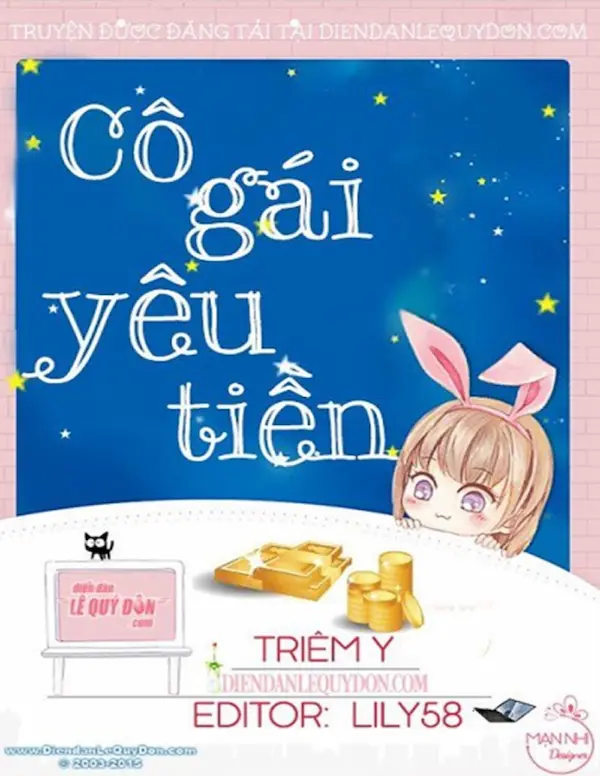 TRUYỆN ĐƯỢC ĐĂNG TẢI TẠI DIENDANLEQUYDON.COM
Cô
gái
yêu
tiền
diễn đàn
LÊ QUÝ ĐÔN
.com
TRIÊM Y
DIENDANLEQUYDON.COM
EDITOR: LILY58
MẠN NHI
Designer
www.DiendanLeQuyDon.com
© 2003-2015